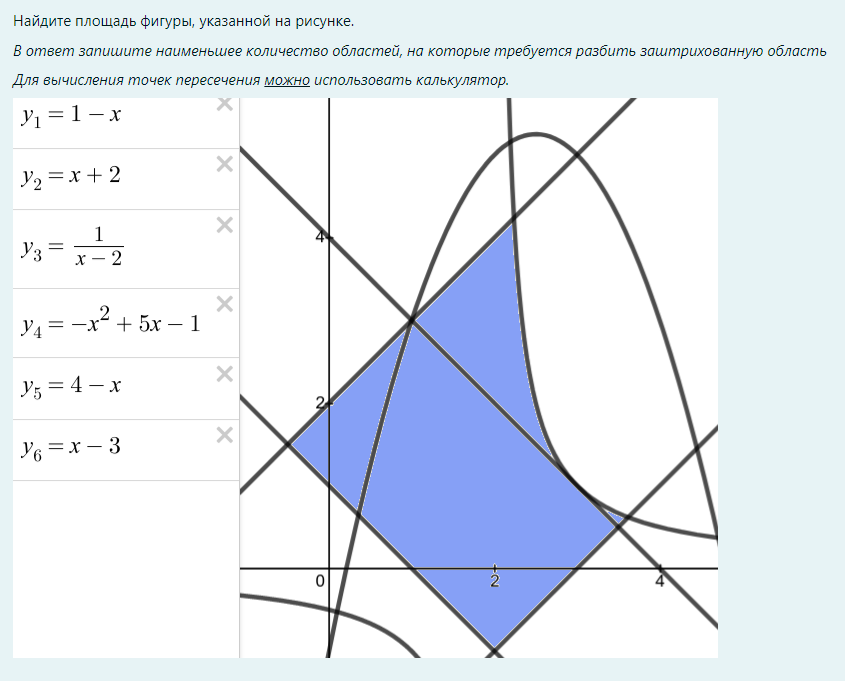 Найдите площадь фигуры, указанной на рисунке.
В ответ запишите наименьшее количество областей, на которые требуется разбить заштрихованную область
Для вычисления точек пересечения можно использовать калькулятор.
y₁ = 1 − x
y₂ = x + 2
y₃ = 1/(x − 2)
y₄ = −x² + 5x − 1
y₅ = 4 − x
y₆ = x − 3
4
2
0 2 4